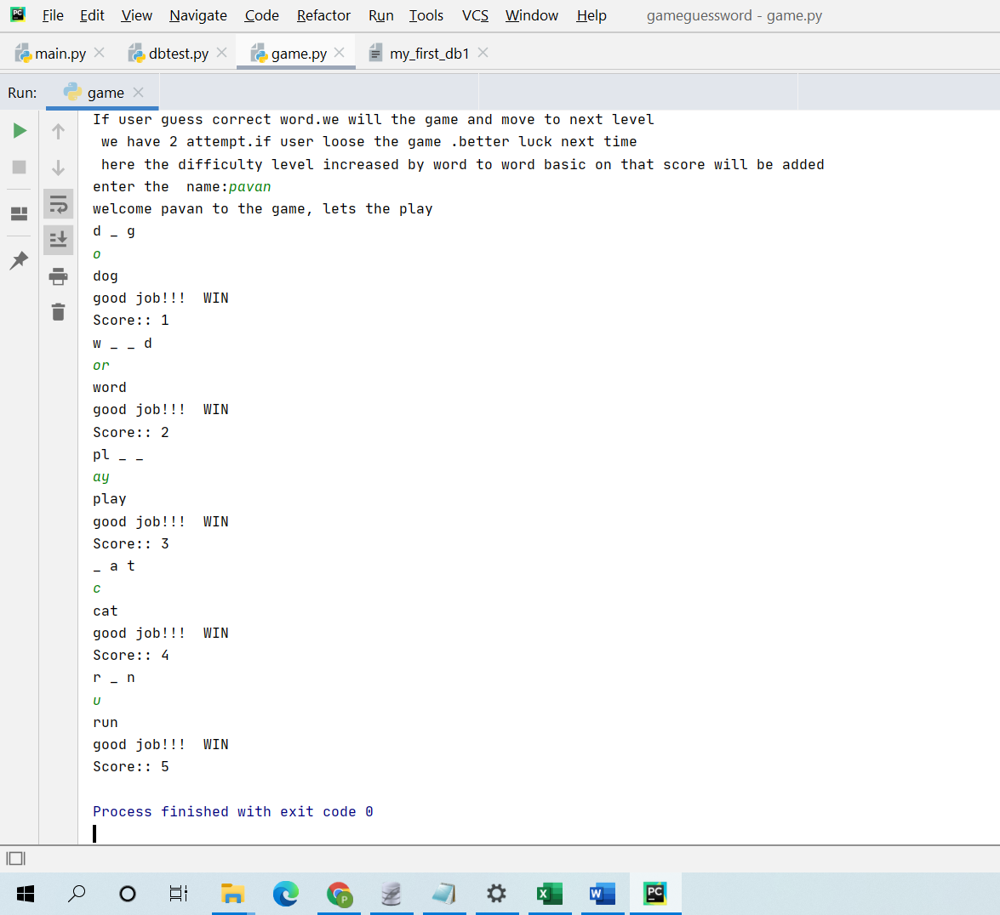 File Edit View Navigate Code Refactor Run Tools VCS Window Help gameguessword - game.py
main.py dbtest.py game.py my_first_db1
Run: game
If user guess correct word.we will the game and move to next level
we have 2 attempt.if user loose the game .better luck next time
here the difficulty level increased by word to word basic on that score will be added
enter the  name:pavan
welcome pavan to the game, lets the play
d _ g
o
dog
good job!!!  WIN
Score:: 1
w _ _ d
or
word
good job!!!  WIN
Score:: 2
pl _ _
ay
play
good job!!!  WIN
Score:: 3
_ a t
c
cat
good job!!!  WIN
Score:: 4
r _ n
u
run
good job!!!  WIN
Score:: 5
Process finished with exit code 0